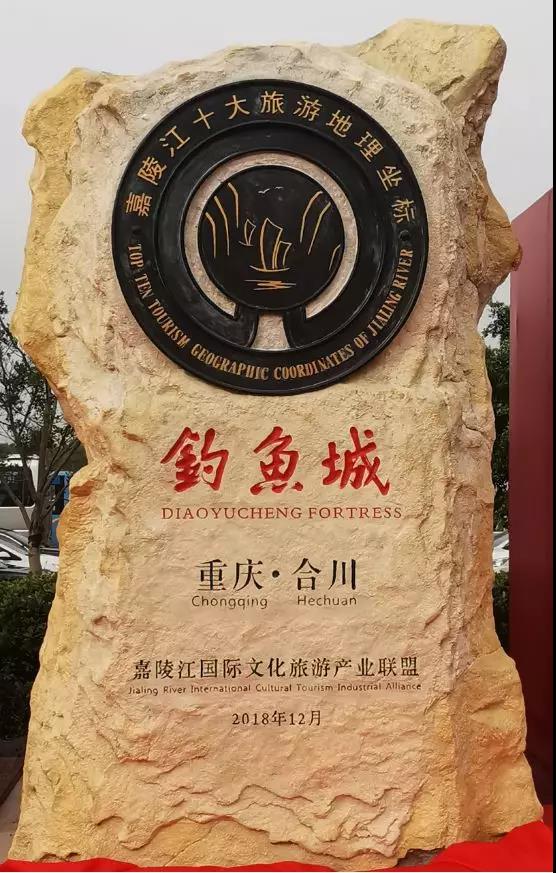 嘉陵江十大旅游地理坐标
TOP TEN TOURISM GEOGRAPHIC COORDINATES OF JIALING RIVER
釣魚城
DIAOYUCHENG FORTRESS
重庆·合川
Chongqing Hechuan
嘉陵江国际文化旅游产业联盟
Jialing River International Cultural Tourism Industrial Alliance
2018年12月